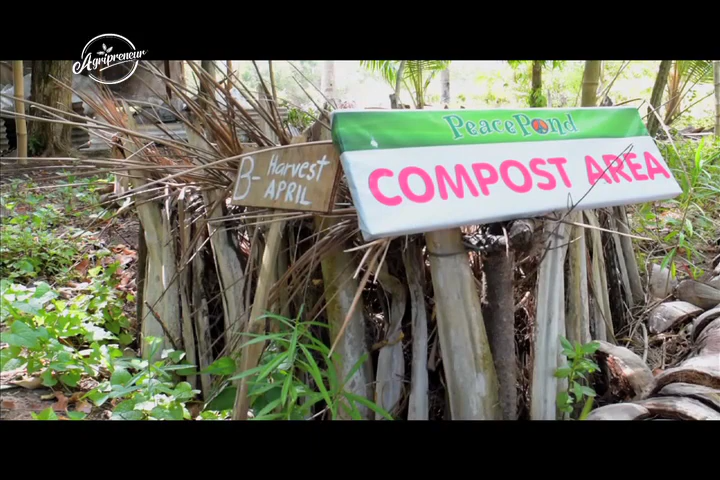 Agripreneur
B- Harvest
APRIL
PeacePond
COMPOST AREA